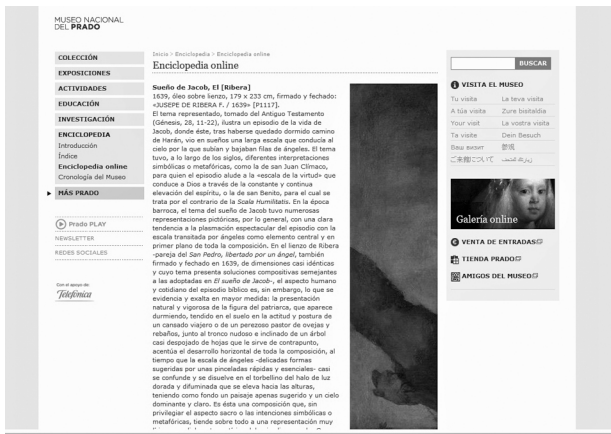 MUSEO NACIONAL
DEL PRADO
COLECCIÓN
EXPOSICIONES
ACTIVIDADES
EDUCACIÓN
INVESTIGACIÓN
ENCICLOPEDIA
Introducción
Índice
Enciclopedia online
Cronología del Museo
MÁS PRADO
Prado PLAY
NEWSLETTER
REDES SOCIALES
Con el apoyo de:
Telefónica
Inicio > Enciclopedia > Enciclopedia online
Enciclopedia online
Sueño de Jacob, El [Ribera]
1639, óleo sobre lienzo, 179 x 233 cm, firmado y fechado:
«JUSEPE DE RIBERA F. / 1639» [P1117].
El tema representado, tomado del Antiguo Testamento
(Génesis, 28, 11-22), ilustra un episodio de la vida de
Jacob, donde éste, tras haberse quedado dormido camino
de Harán, vio en sueños una larga escala que conducía al
cielo por la que subían y bajaban filas de ángeles. El tema
tuvo, a lo largo de los siglos, diferentes interpretaciones
simbólicas o metafóricas, como la de san Juan Clímaco,
para quien el episodio alude a la «escala de la virtud» que
conduce a Dios a través de la constante y continua
elevación del espíritu, o la de san Benito, para el cual se
trata por el contrario de la Scala Humilitatis. En la época
barroca, el tema del sueño de Jacob tuvo numerosas
representaciones pictóricas, por lo general, con una clara
tendencia a la plasmación espectacular del episodio con la
escala transitada por ángeles como elemento central y en
primer plano de toda la composición. En el lienzo de Ribera
-pareja del San Pedro, libertado por un ángel, también
firmado y fechado en 1639, de dimensiones casi idénticas
y cuyo tema presenta soluciones compositivas semejantes
a las adoptadas en El sueño de Jacob-, el aspecto humano
y cotidiano del episodio bíblico es, sin embargo, lo que se
evidencia y exalta en mayor medida: la presentación
natural y vigorosa de la figura del patriarca, que aparece
durmiendo, tendido en el suelo en la actitud y postura de
un cansado viajero o de un perezoso pastor de ovejas y
rebaños, junto al tronco nudoso e inclinado de un árbol
casi despojado de hojas que le sirve de contrapunto,
acentúa el desarrollo horizontal de toda la composición, al
tiempo que la escala de ángeles -delicadas formas
sugeridas por unas pinceladas rápidas y esenciales- casi
se confunde y se disuelve en el torbellino del halo de luz
dorada y difuminada que se eleva hacia las alturas,
teniendo como fondo un paisaje apenas sugerido y un cielo
dominante y claro. Es ésta una composición que, sin
privilegiar el aspecto sacro o las intenciones simbólicas o
metafóricas, tiende sobre todo a una representación muy
BUSCAR
VISITA EL MUSEO
Tu visita La teva visita
A túa visita Zure bisitaldia
Your visit La vostra visita
Ta visite Dein Besuch
Ваш визит 參观
ご来館について
Galería online
VENTA DE ENTRADAS
TIENDA PRADO
AMIGOS DEL MUSEO